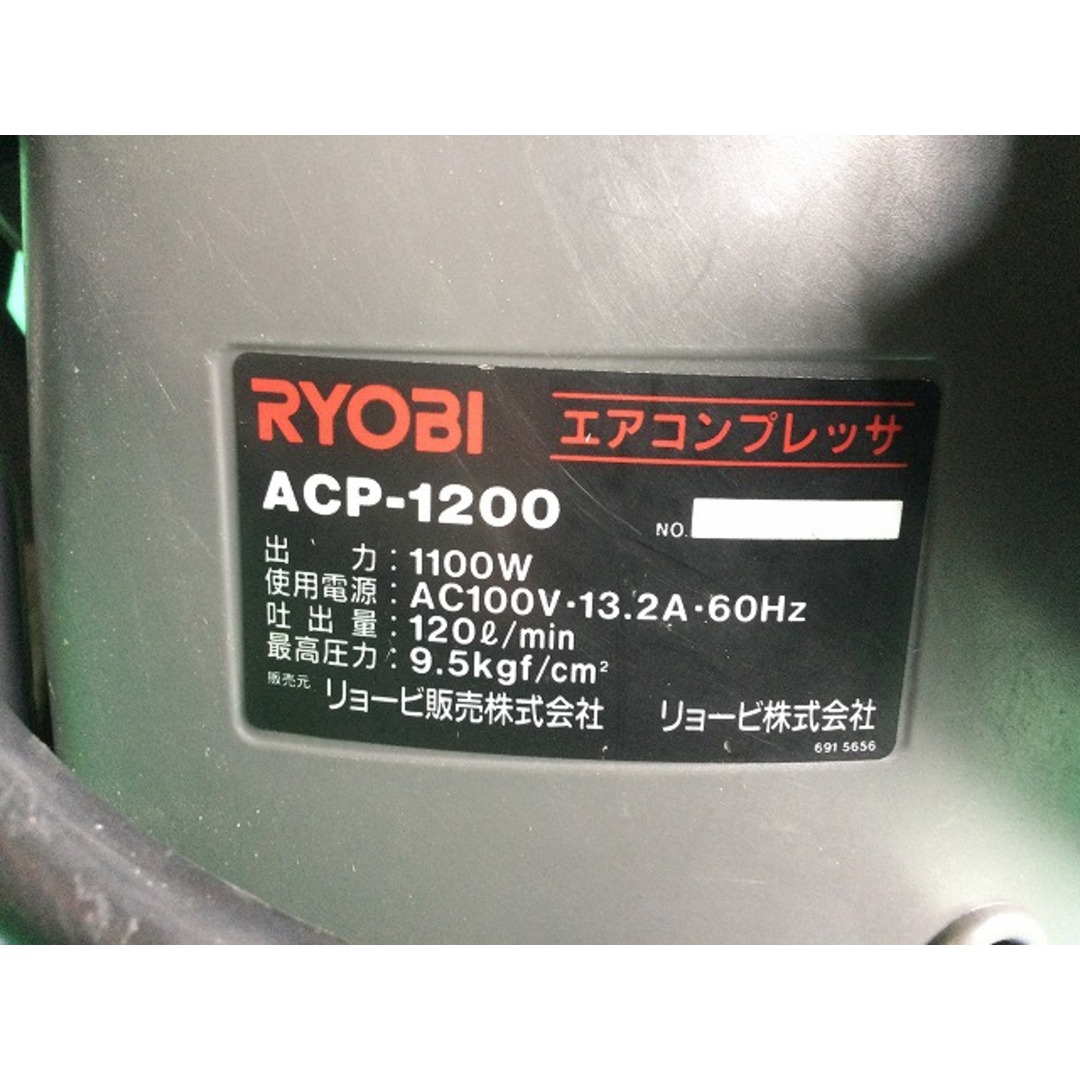 RYOBI エアコンプレッサ
ACP-1200
NO.
出力:1100W
使用電源:AC100V·13.2A·60Hz
吐出量:120ℓ/min
最高圧力:9.5kgf/cm²
販売元 リョービ販売株式会社 リョービ株式会社
691 5656